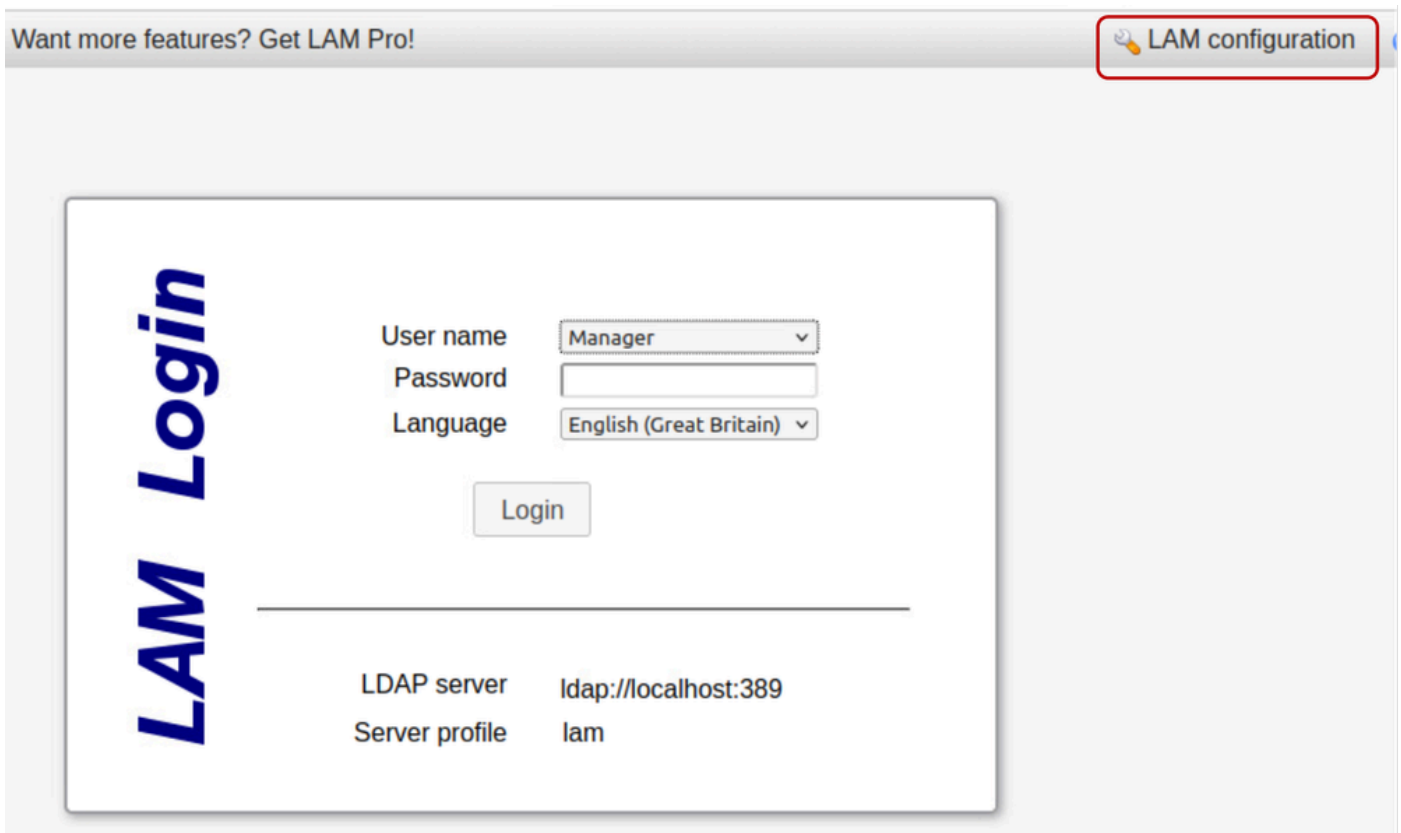 Want more features? Get LAM Pro!
LAM configuration
LAM Login
User name
Manager
Password
Language
English (Great Britain)
Login
LDAP server
ldap://localhost:389
Server profile
lam